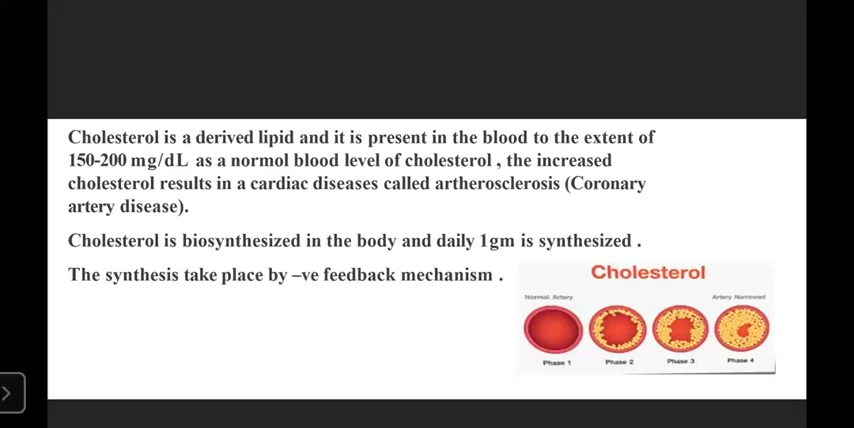 Cholesterol is a derived lipid and it is present in the blood to the extent of
150-200 mg/dL as a normol blood level of cholesterol , the increased
cholesterol results in a cardiac diseases called artherosclerosis (Coronary
artery disease).
Cholesterol is biosynthesized in the body and daily 1gm is synthesized .
The synthesis take place by –ve feedback mechanism .
Cholesterol
Normal Artery
Artery Narrowed
Phase 1
Phase 2
Phase 3
Phase 4